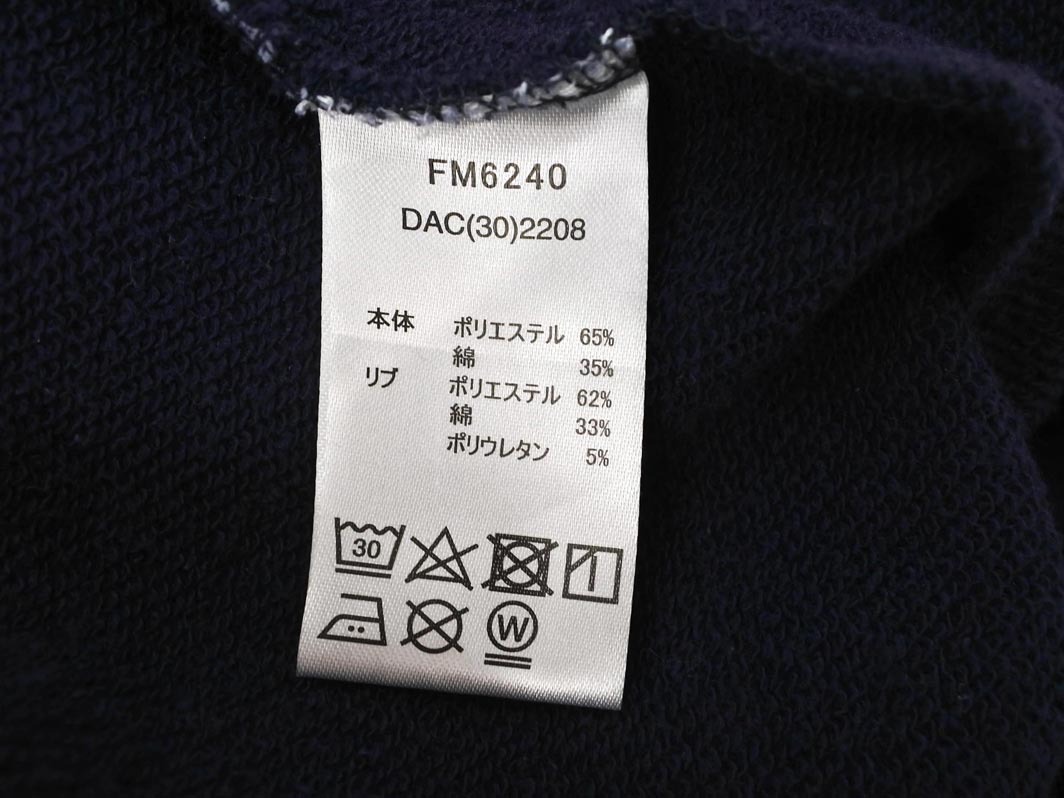 FM6240
DAC(30)2208
本体 ポリエステル 65%
綿 35%
リブ ポリエステル 62%
綿 33%
ポリウレタン 5%
30
W